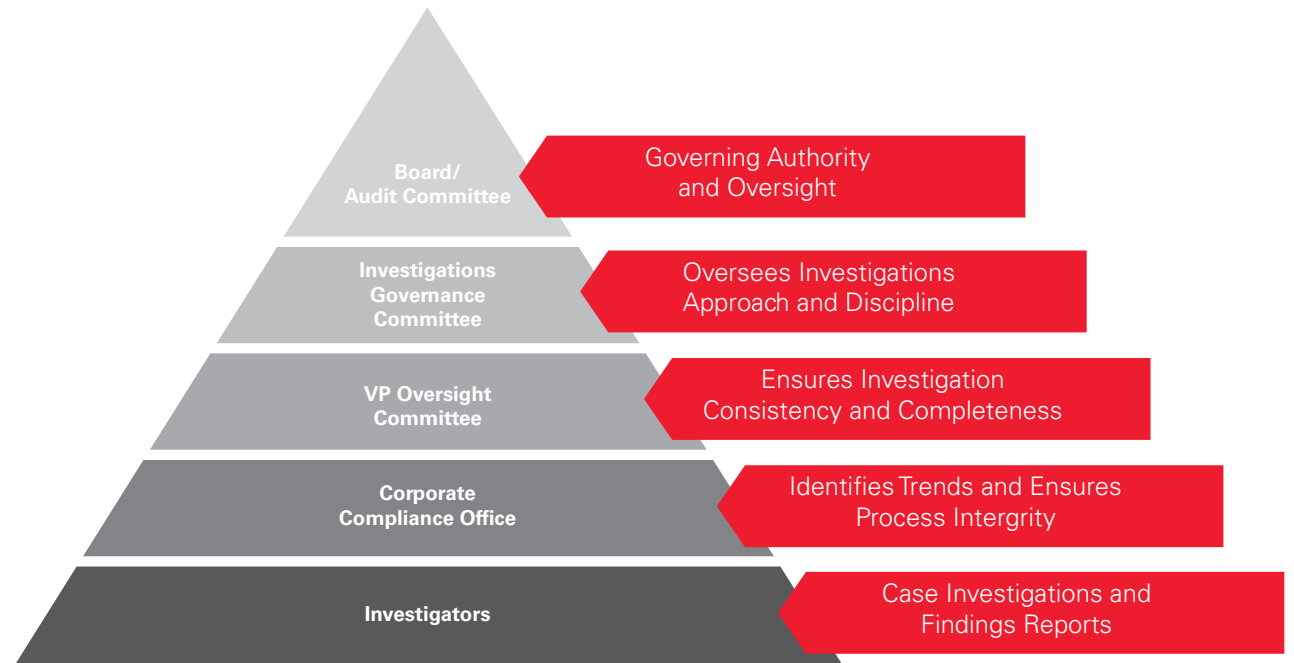 Board/
Audit Committee
Governing Authority
and Oversight
Investigations
Governance
Committee
Oversees Investigations
Approach and Discipline
VP Oversight
Committee
Ensures Investigation
Consistency and Completeness
Corporate
Compliance Office
Identifies Trends and Ensures
Process Intergrity
Investigators
Case Investigations and
Findings Reports